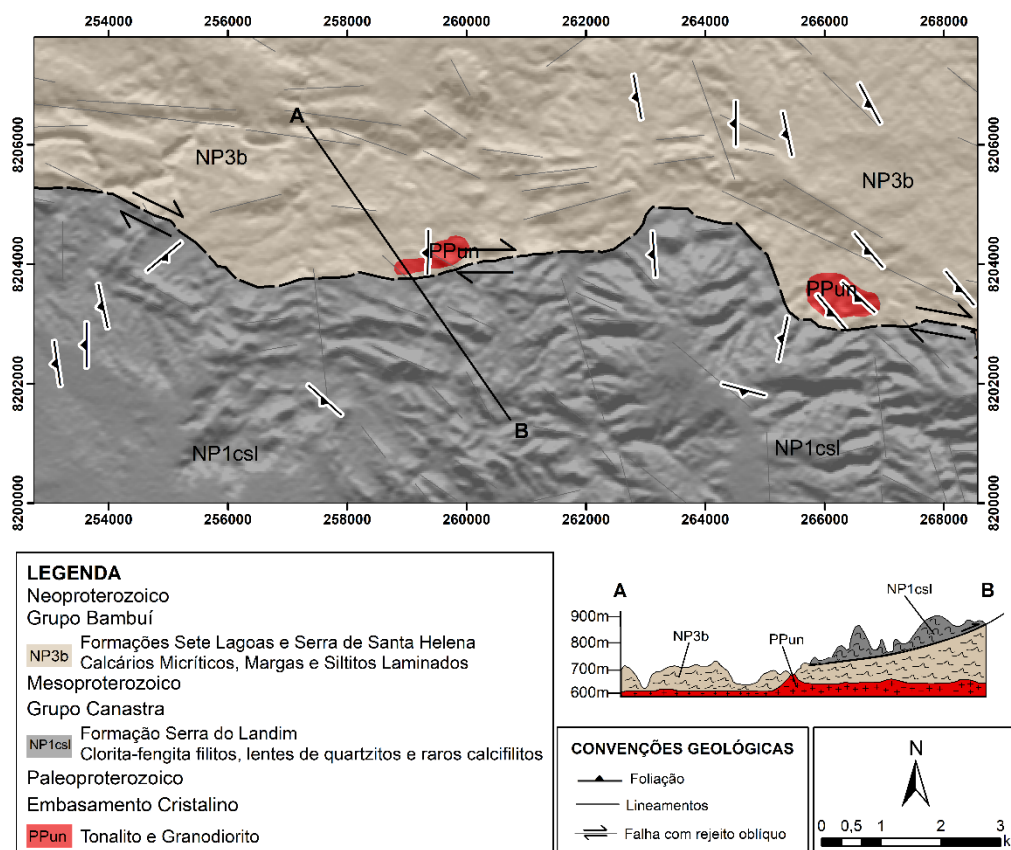 254000 256000 258000 260000 262000 264000 266000 268000
8206000 8206000
8204000 8204000
8202000 8202000
8200000 8200000
A
NP3b
NP3b
PPun
PPun
B
NP1csl
NP1csl
254000 256000 258000 260000 262000 264000 266000 268000
LEGENDA
Neoproterozoico
Grupo Bambuí
NP3b Formações Sete Lagoas e Serra de Santa Helena
Calcários Micríticos, Margas e Siltitos Laminados
Mesoproterozoico
Grupo Canastra
NP1csl Formação Serra do Landim
Clorita-fengita filitos, lentes de quartzitos e raros calcifilitos
Paleoproterozoico
Embasamento Cristalino
PPun Tonalito e Granodiorito
A B
NP1csl
900m
800m
700m
600m
NP3b
PPun
CONVENÇÕES GEOLÓGICAS
Foliação
Lineamentos
Falha com rejeito oblíquo
N
0 0,5 1 2 3
k